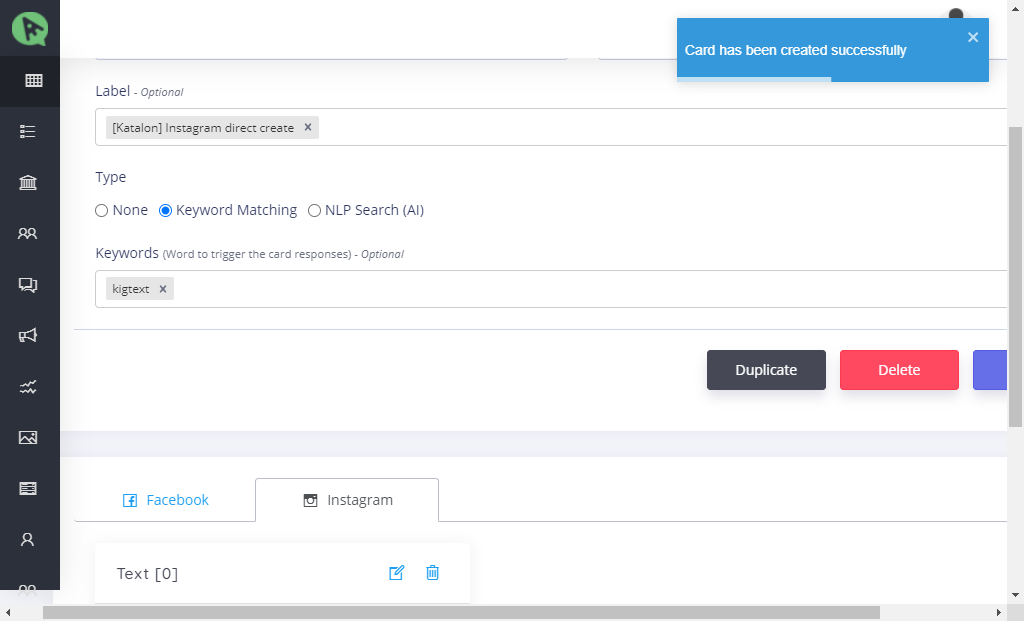 Card has been created successfully
Label - Optional
[Katalon] Instagram direct create
Type
None Keyword Matching NLP Search (AI)
Keywords (Word to trigger the card responses) - Optional
kigtext
Duplicate Delete
Facebook Instagram
Text [0]